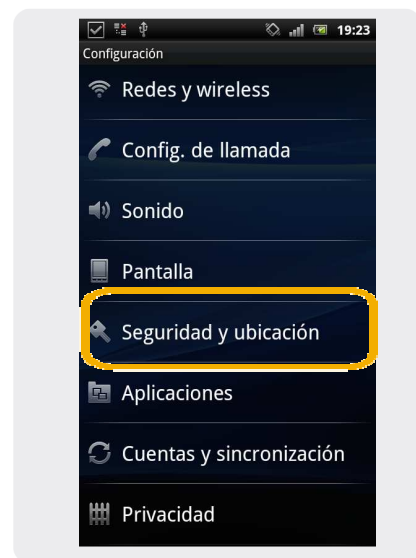 19:23
Configuración
Redes y wireless
Config. de llamada
Sonido
Pantalla
Seguridad y ubicación
Aplicaciones
Cuentas y sincronización
Privacidad